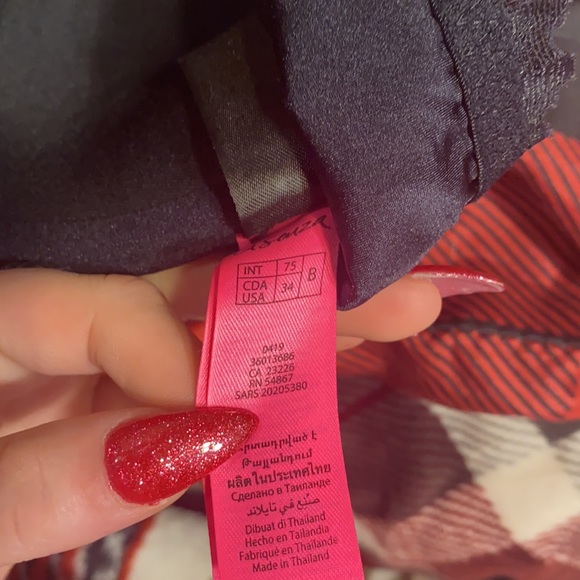 INT 75 B
CDA 34
USA
0419
36013686
CA 23226
RN 54867
SARS 20205380
արտադրված է
Թայլանդում
ผลิตในประเทศไทย
Сделано в Таиланде
صنع في تايلاند
Dibuat di Thailand
Hecho en Tailandia
Fabriqué en Thaïlande
Made in Thailand